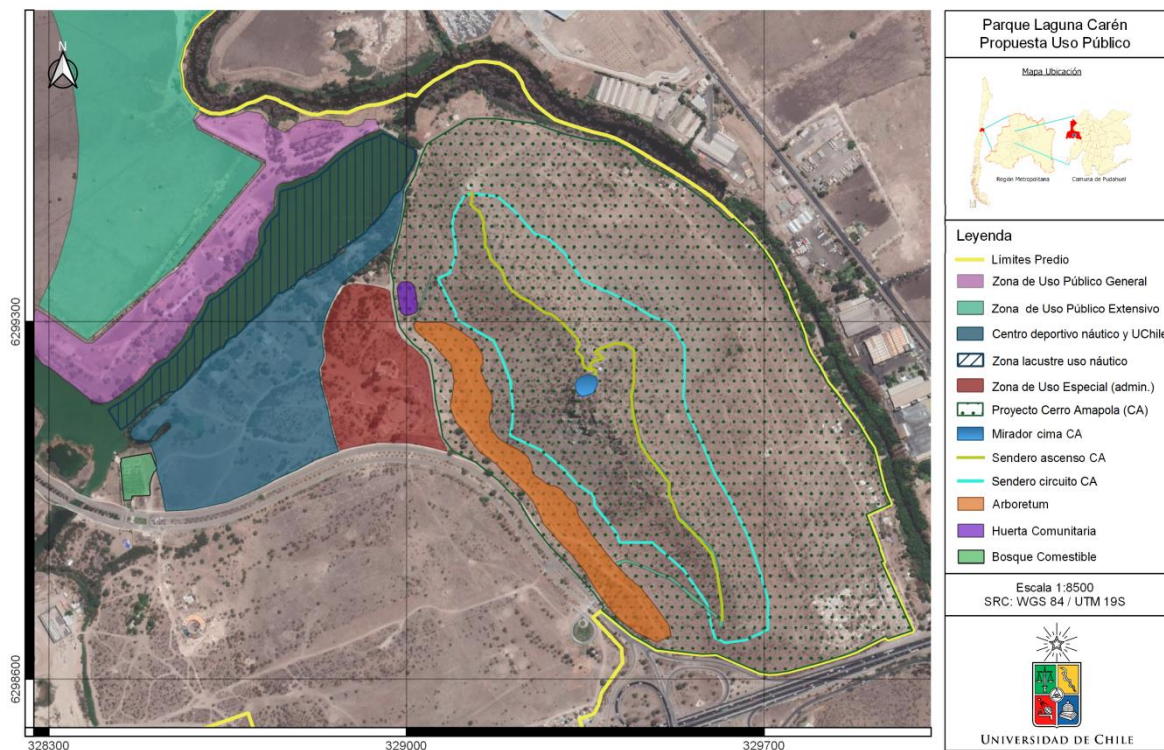 Parque Laguna Carén
Propuesta Uso Público
Mapa Ubicación
Región Metropolitana
Comuna de Pudahuel
Leyenda
Límites Predio
Zona de Uso Público General
Zona de Uso Público Extensivo
Centro deportivo náutico y UChile
Zona lacustre uso náutico
Zona de Uso Especial (admin.)
Proyecto Cerro Amapola (CA)
Mirador cima CA
Sendero ascenso CA
Sendero circuito CA
Arboretum
Huerta Comunitaria
Bosque Comestible
Escala 1:8500
SRC: WGS 84 / UTM 19S
UNIVERSIDAD DE CHILE
N
6299300
6298600
328300
329000
329700